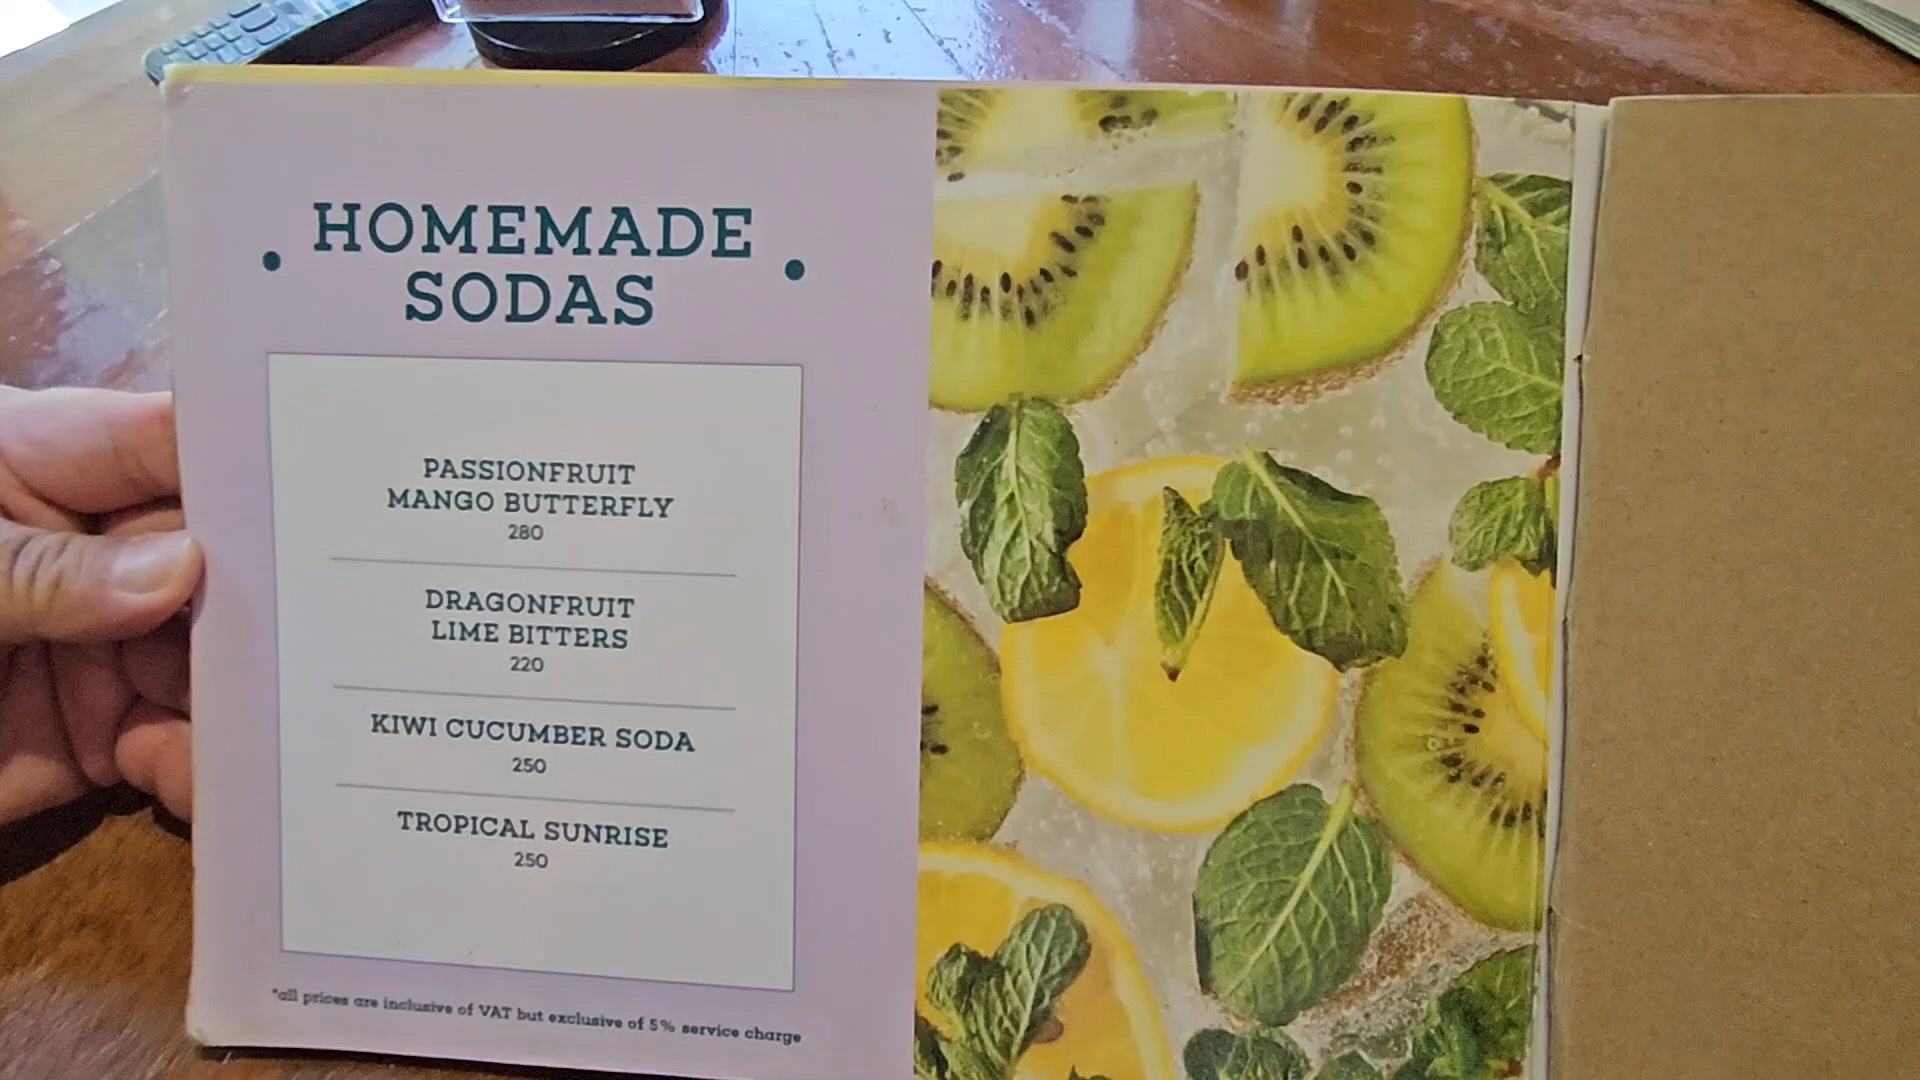 HOMEMADE
SODAS
PASSIONFRUIT
MANGO BUTTERFLY
280
DRAGONFRUIT
LIME BITTERS
220
KIWI CUCUMBER SODA
250
TROPICAL SUNRISE
250
*all prices are inclusive of VAT but exclusive of 5% service charge